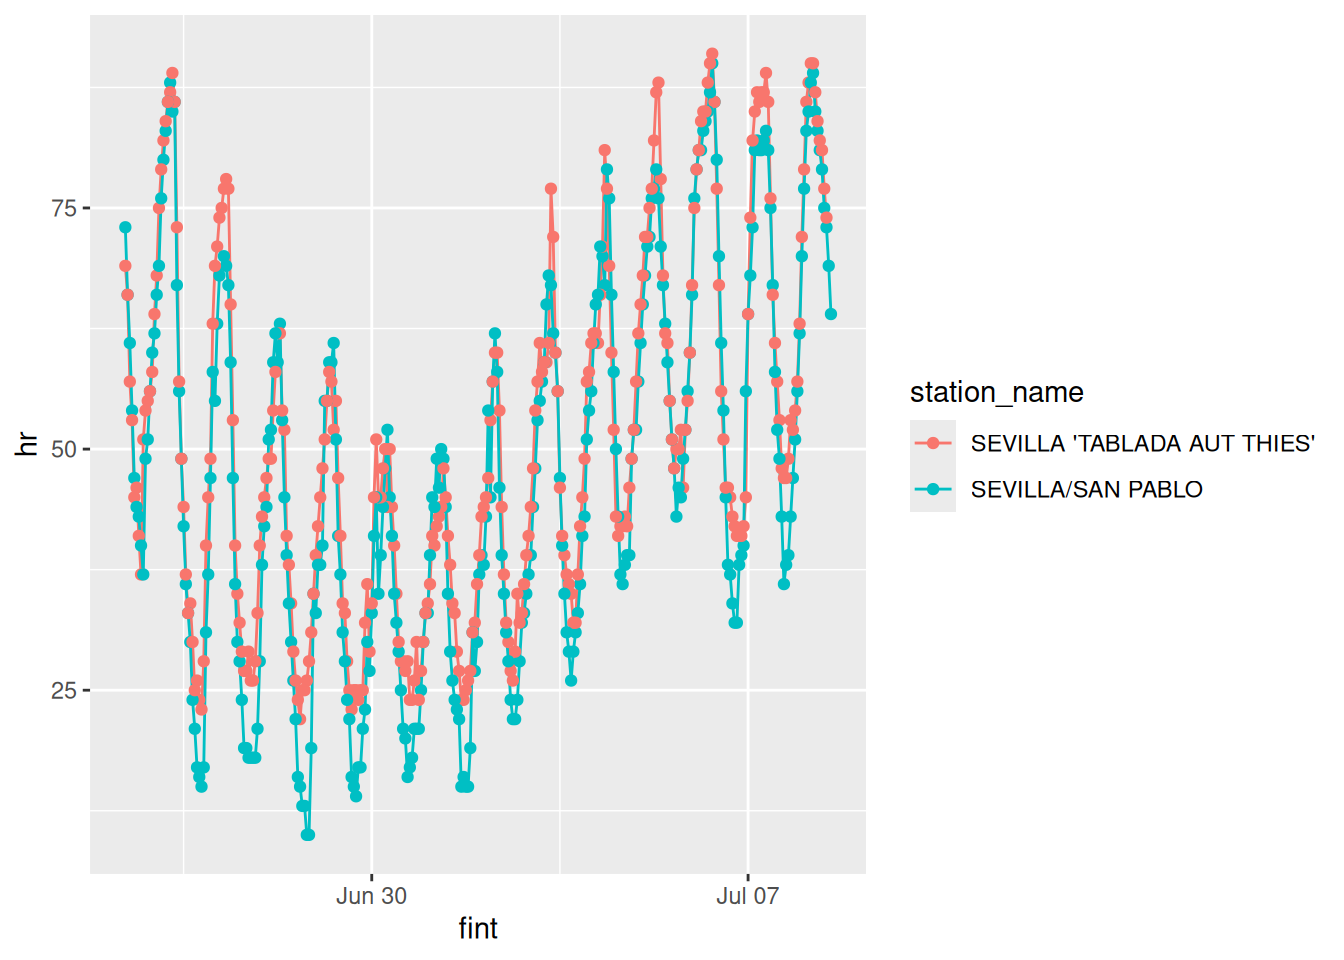 hr
75
50
25
Jun 30
Jul 07
fint
station_name
SEVILLA 'TABLADA AUT THIES'
SEVILLA/SAN PABLO